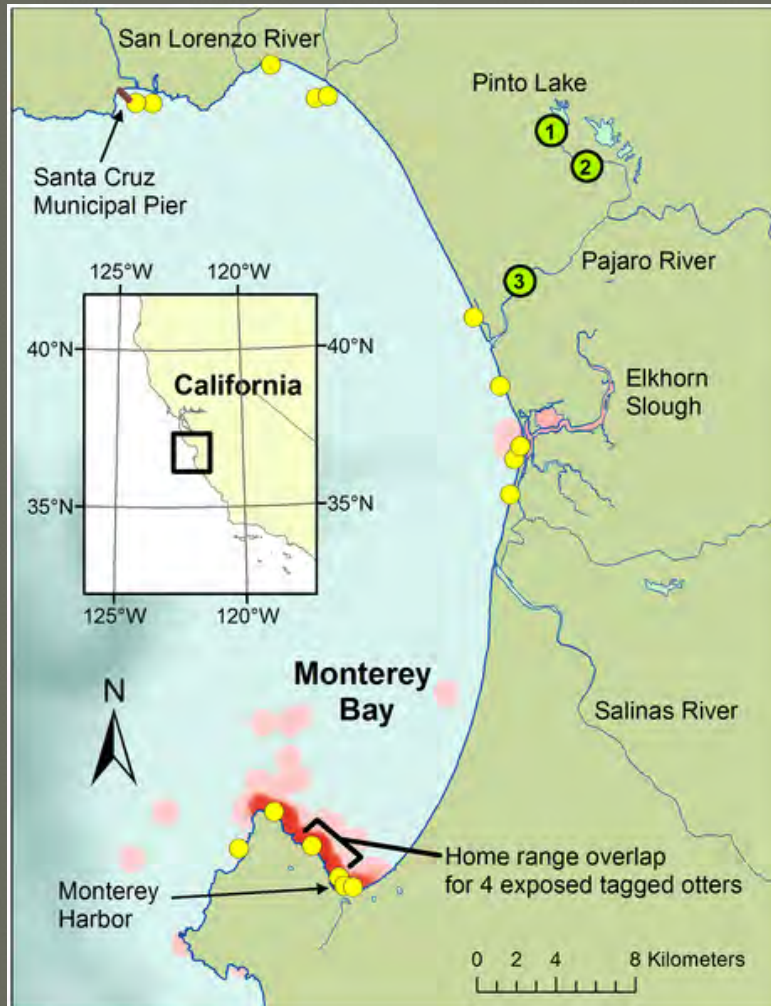 San Lorenzo River
Pinto Lake
1
2
Santa Cruz
Municipal Pier
3
Pajaro River
125°W 120°W
40°N 40°N
California
Elkhorn
Slough
35°N 35°N
125°W 120°W
N
Monterey
Bay
Salinas River
Home range overlap
for 4 exposed tagged otters
Monterey
Harbor
0 2 4 8 Kilometers